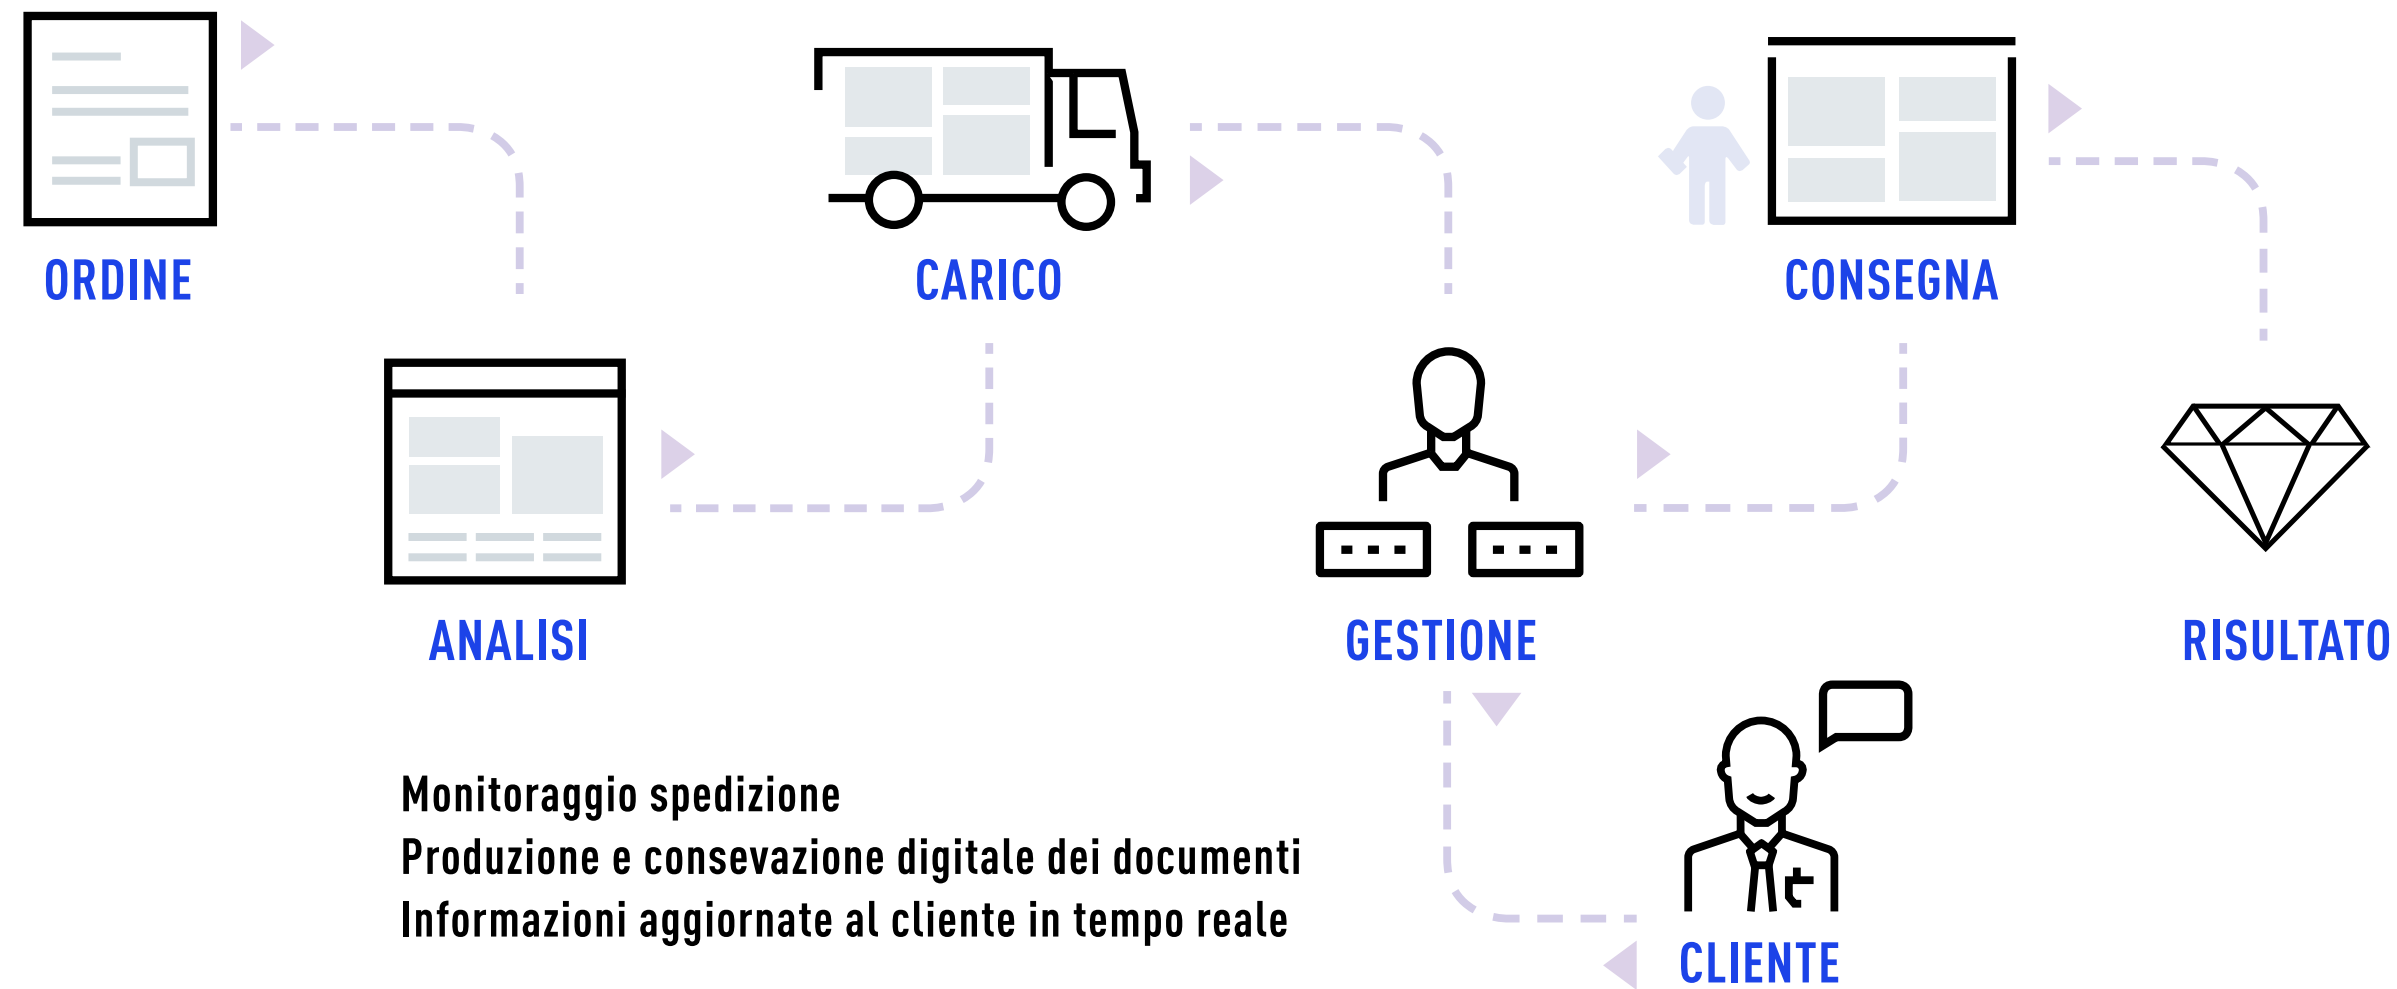 ORDINE
CARICO
CONSEGNA
ANALISI
GESTIONE
RISULTATO
Monitoraggio spedizione
Produzione e consevazione digitale dei documenti
Informazioni aggiornate al cliente in tempo reale
CLIENTE